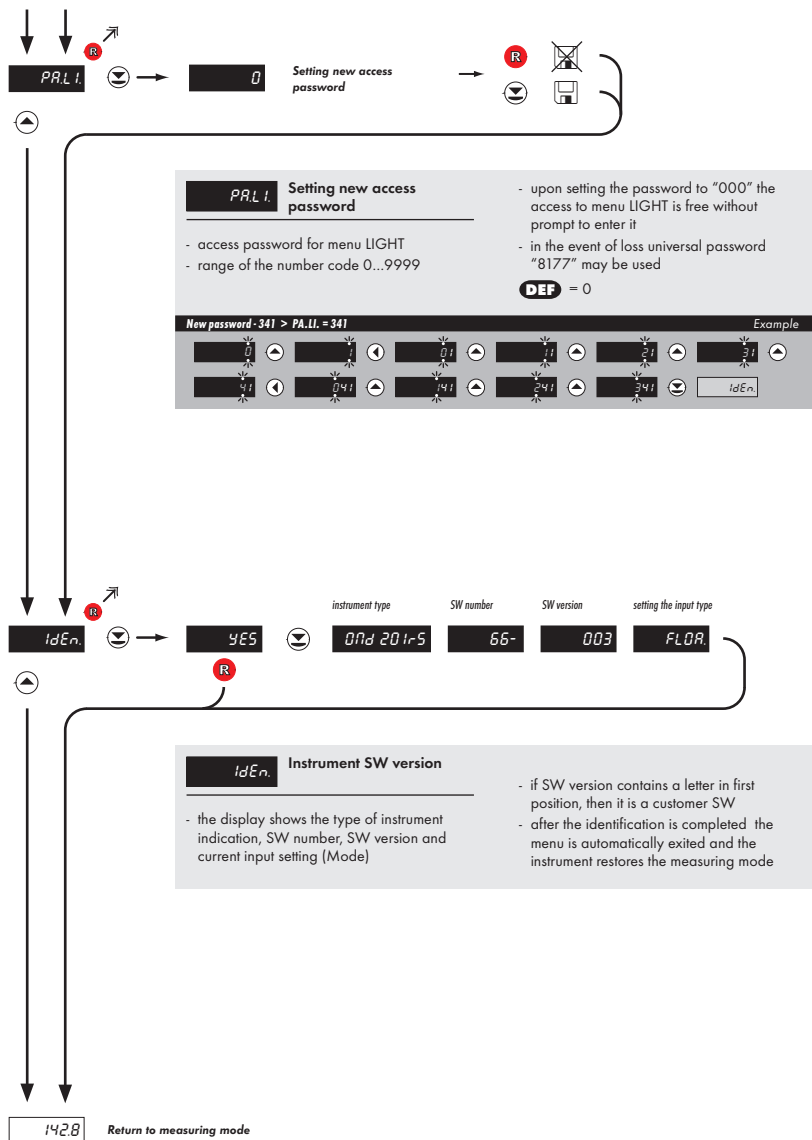 R
PA.LI.
0
Setting new access
password
R
PA.LI.
Setting new access
password
- access password for menu LIGHT
- range of the number code 0...9999
- upon setting the password to "000" the
access to menu LIGHT is free without
prompt to enter it
- in the event of loss universal password
"8177" may be used
DEF = 0
New password - 341 > PA.LI. = 341
Example
0 1 01 11 21 31
41 041 141 241 341 IdEn.
instrument type SW number SW version setting the input type
R
IdEn.
YES
OMd 201rS
66-
003
FLOA.
R
IdEn.
Instrument SW version
- the display shows the type of instrument
indication, SW number, SW version and
current input setting (Mode)
- if SW version contains a letter in first
position, then it is a customer SW
- after the identification is completed the
menu is automatically exited and the
instrument restores the measuring mode
142.8
Return to measuring mode